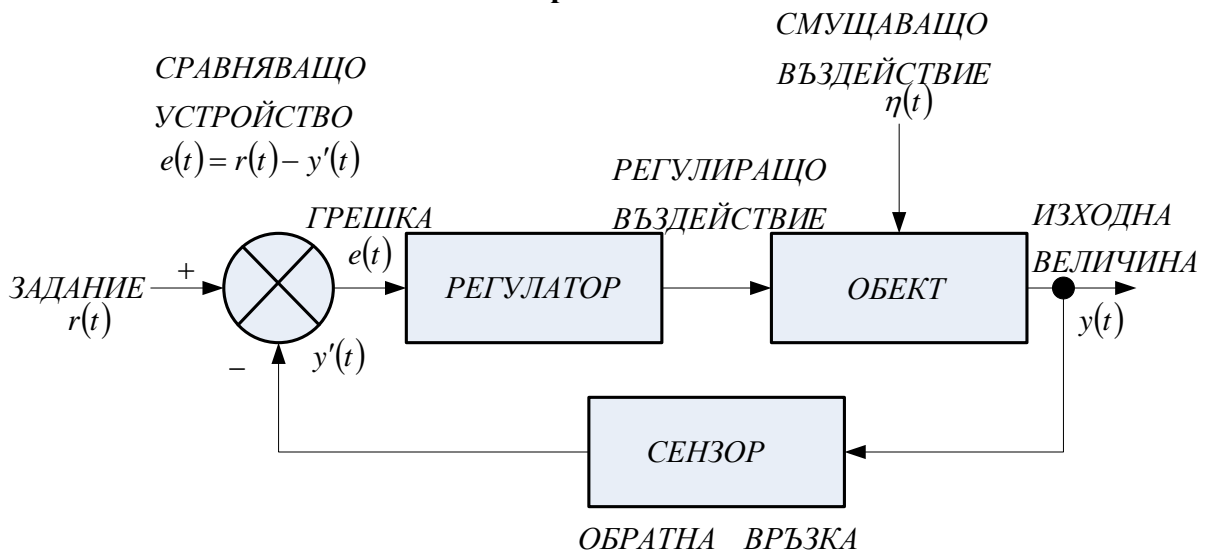 СМУЩАВАЩО
ВЪЗДЕЙСТВИЕ
η(t)
СРАВНЯВАЩО
УСТРОЙСТВО
e(t) = r(t) − y′(t)
РЕГУЛИРАЩО
ВЪЗДЕЙСТВИЕ
ГРЕШКА
e(t)
ИЗХОДНА
ВЕЛИЧИНА
y(t)
+
ЗАДАНИЕ
r(t)
РЕГУЛАТОР
ОБЕКТ
−
y′(t)
СЕНЗОР
ОБРАТНА ВРЪЗКА